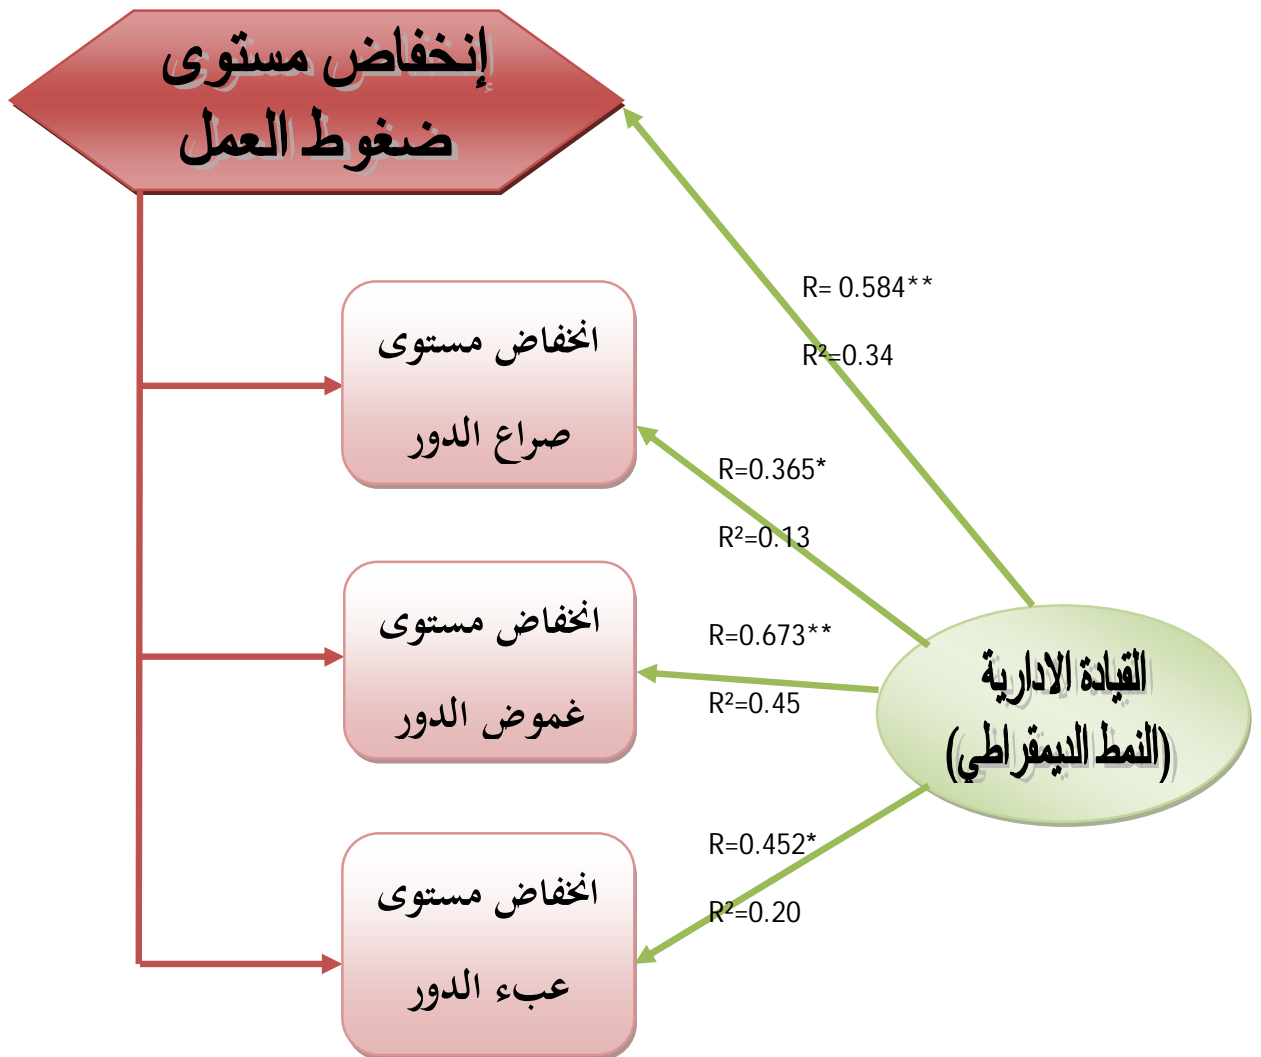 إنخفاض مستوى
ضغوط العمل
R= 0.584**
R²=0.34
انخفاض مستوى
صراع الدور
R=0.365*
R²=0.13
انخفاض مستوى
غموض الدور
R=0.673**
R²=0.45
القيادة الادارية
(النمط الديمقراطي)
انخفاض مستوى
عبء الدور
R=0.452*
R²=0.20